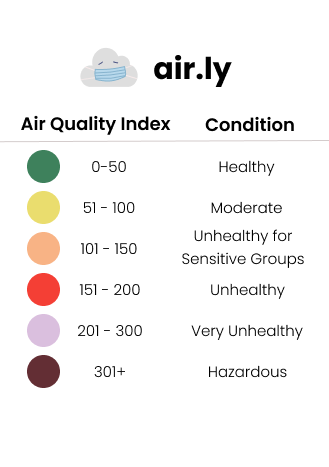 air.ly
Air Quality Index Condition
0-50 Healthy
51 - 100 Moderate
101 - 150 Unhealthy for
Sensitive Groups
151 - 200 Unhealthy
201 - 300 Very Unhealthy
301+ Hazardous